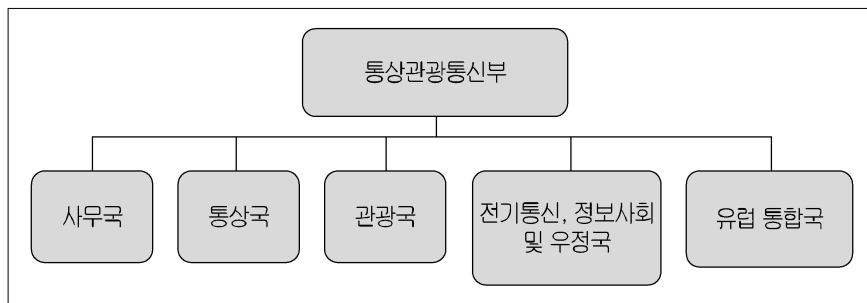 통상관광통신부
사무국
통상국
관광국
전기통신, 정보사회
및 우정국
유럽 통합국